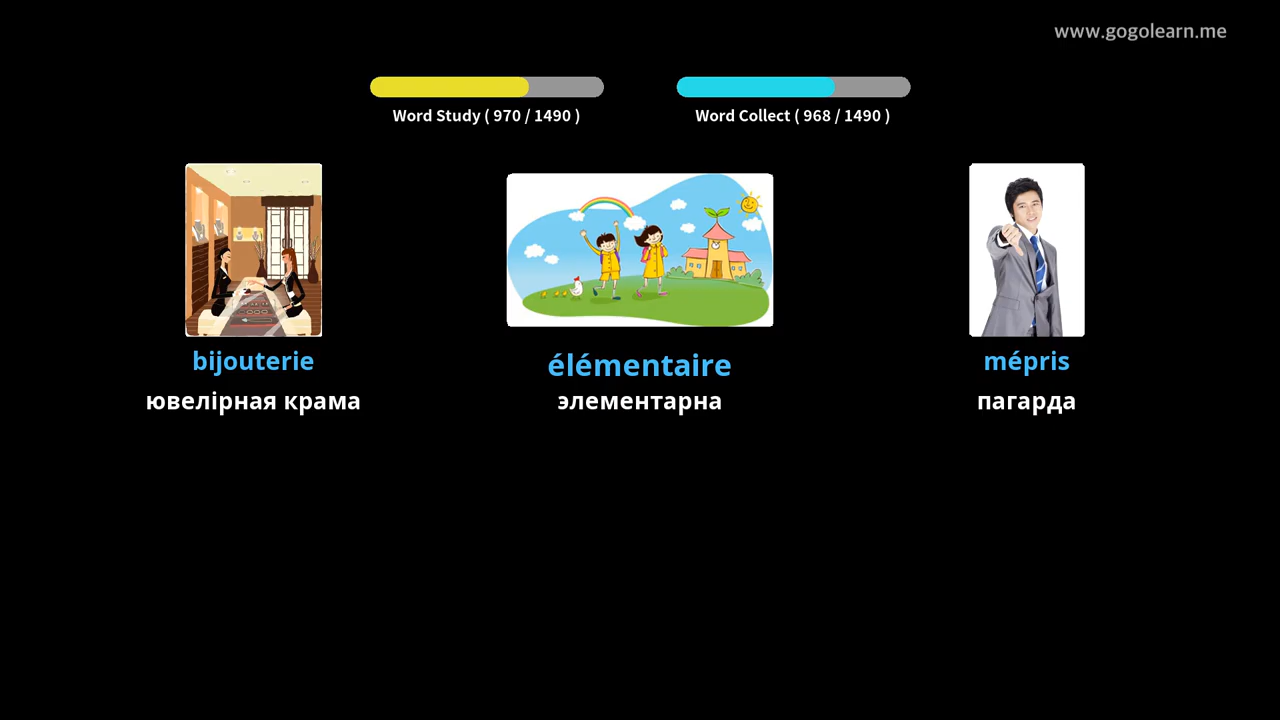 www.gogolearn.me
Word Study ( 970 / 1490 )
Word Collect ( 968 / 1490 )
bijouterie
ювелірная крама
élémentaire
элементарна
mépris
пагарда